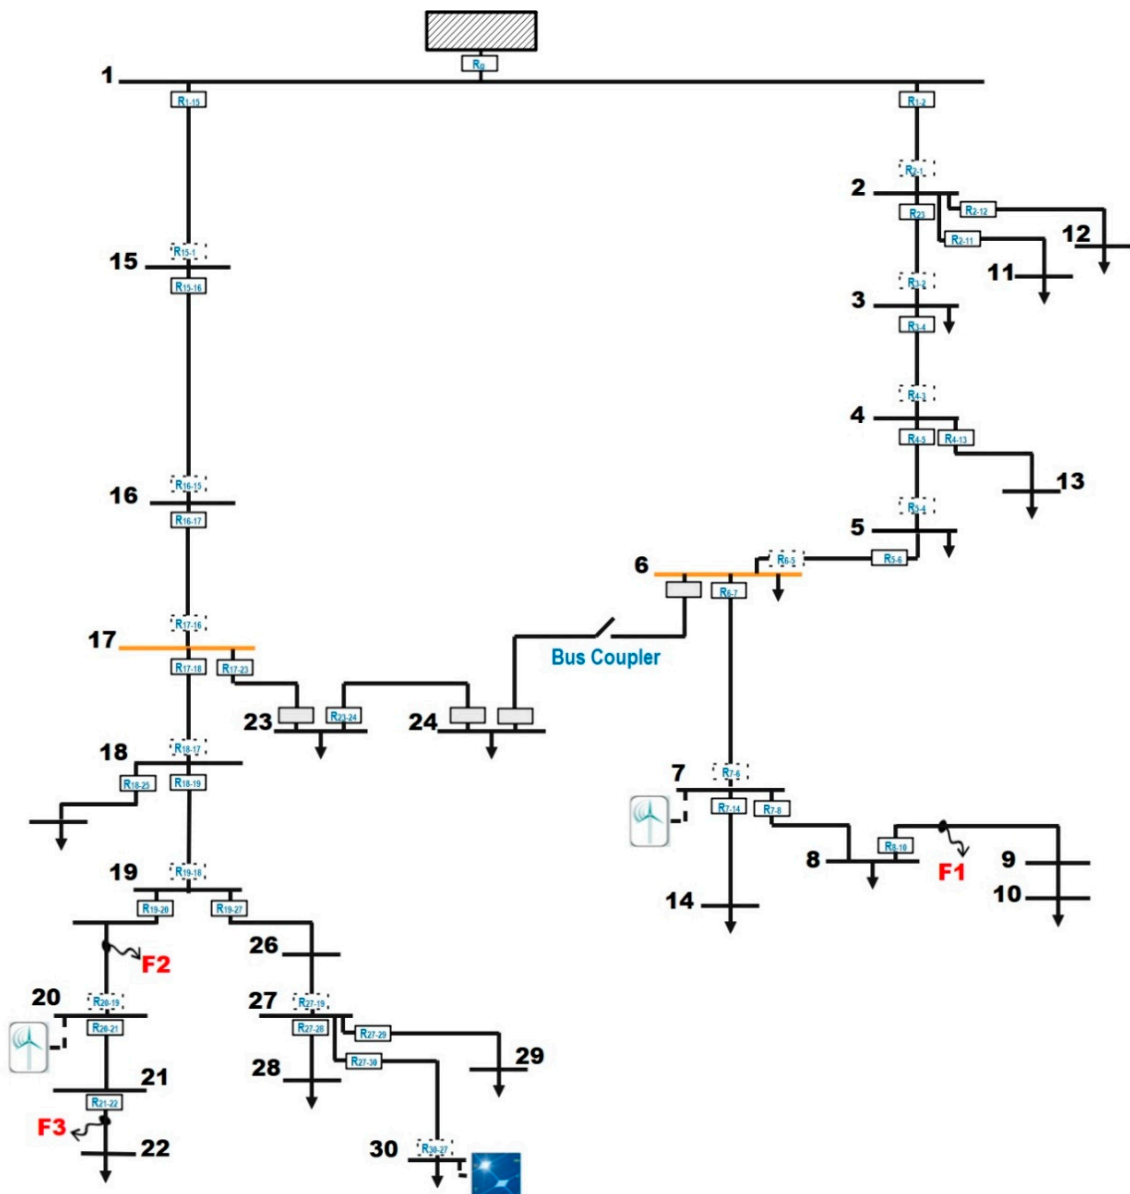 Rg
1
R1-15
R1-2
R2-1
2
R23
R2-12
R2-11
12
11
R15-1
15
R15-16
R3-2
3
R3-4
R4-3
4
R4-5
R4-13
13
R16-15
16
R16-17
R5-4
5
6
R6-5
R5-6
R6-7
R17-16
17
R17-18
R17-23
Bus Coupler
23
R23-24
24
R18-17
18
R18-25
R18-19
R7-6
7
R7-14
R7-8
R8-10
8
F1
9
10
14
R19-18
19
R19-20
R19-27
26
F2
R20-19
20
R20-21
R27-19
27
R27-28
R27-29
R27-30
28
29
21
R21-22
F3
22
R30-27
30